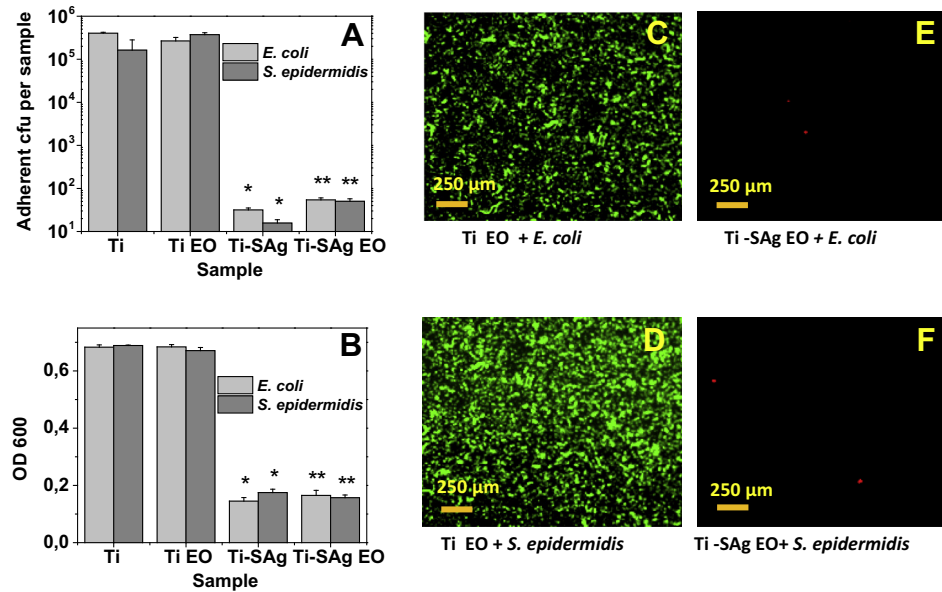 A
Adherent cfu per sample
10^6
10^5
10^4
10^3
10^2
10^1
E. coli
S. epidermidis
* * ** **
Ti Ti EO Ti-SAg Ti-SAg EO
Sample
B
OD 600
0,6
0,4
0,2
0,0
E. coli
S. epidermidis
* * ** **
Ti Ti EO Ti-SAg Ti-SAg EO
Sample
C
250 µm
Ti EO + E. coli
E
250 µm
Ti -SAg EO + E. coli
D
250 µm
Ti EO + S. epidermidis
F
250 µm
Ti -SAg EO+ S. epidermidis